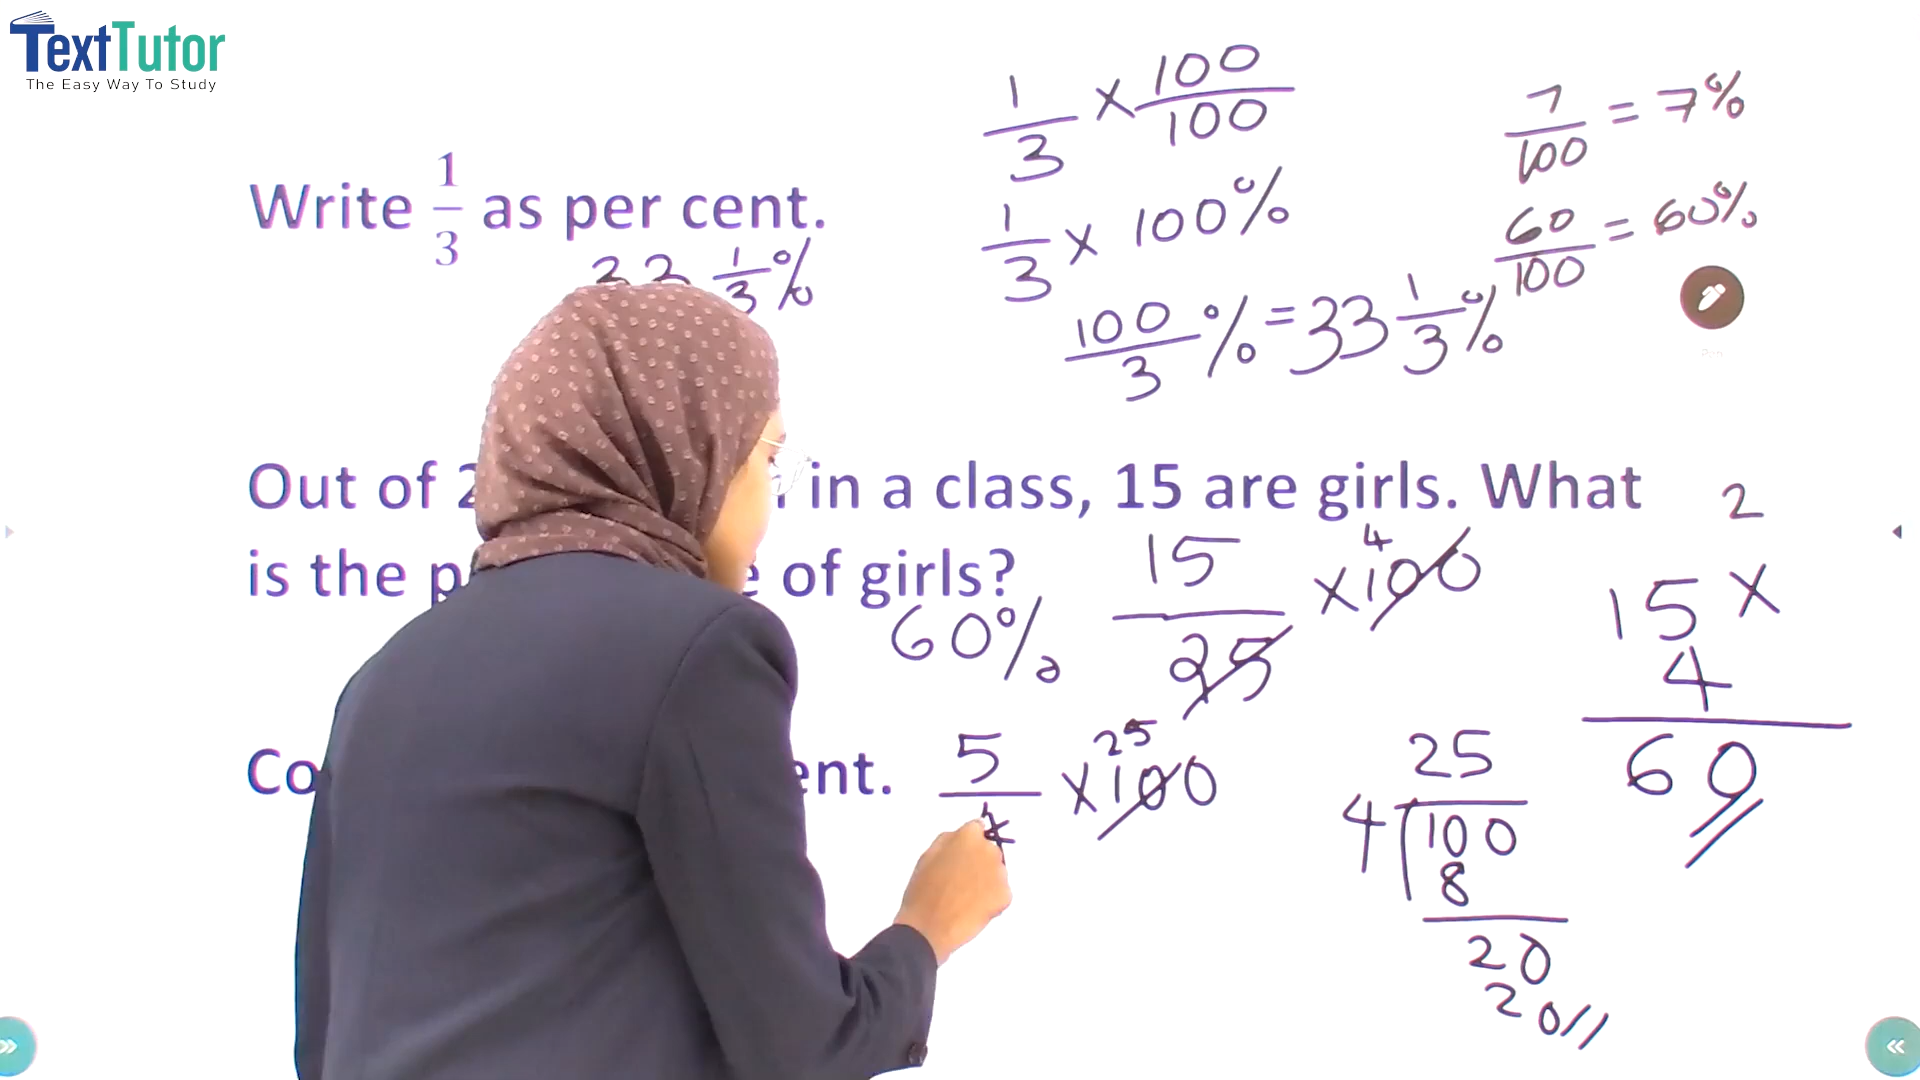 TextTutor
The Easy Way To Study
1/3 × 100/100
7/100 = 7%
Write 1/3 as per cent.
1/3 × 100%
60/100 = 60%
1/3 %
100/3 % = 33 1/3 %
Out of in a class, 15 are girls. What
is the of girls?
60%
15/25 × 100
4
2
15 ×
4
60
5 × 100
25
25
4 100
8
20
20